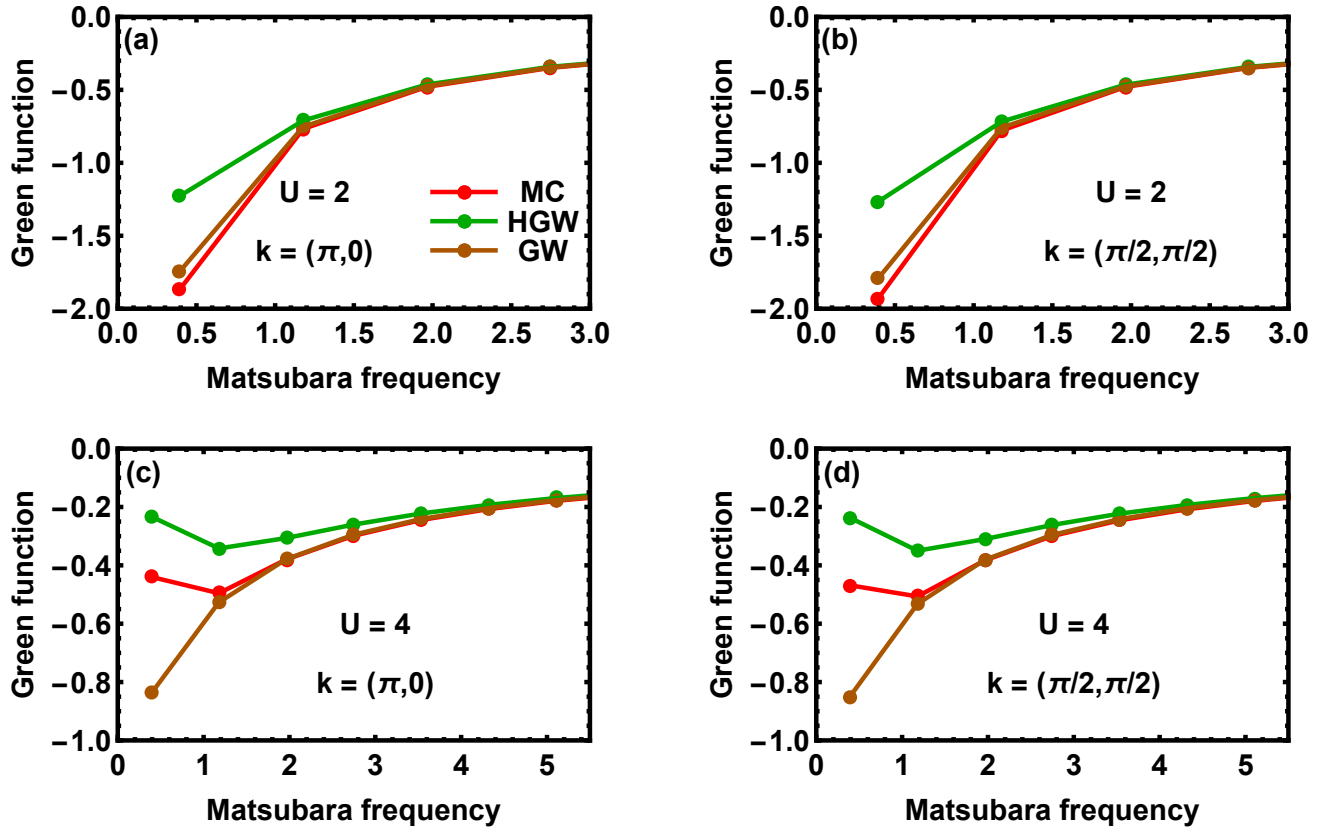 (a)
0.0
−0.5
−1.0
−1.5
−2.0
Green function
U = 2
k = (π,0)
MC
HGW
GW
0.0 0.5 1.0 1.5 2.0 2.5 3.0
Matsubara frequency
(b)
0.0
−0.5
−1.0
−1.5
−2.0
Green function
U = 2
k = (π/2,π/2)
0.0 0.5 1.0 1.5 2.0 2.5 3.0
Matsubara frequency
(c)
0.0
−0.2
−0.4
−0.6
−0.8
−1.0
Green function
U = 4
k = (π,0)
0 1 2 3 4 5
Matsubara frequency
(d)
0.0
−0.2
−0.4
−0.6
−0.8
−1.0
Green function
U = 4
k = (π/2,π/2)
0 1 2 3 4 5
Matsubara frequency